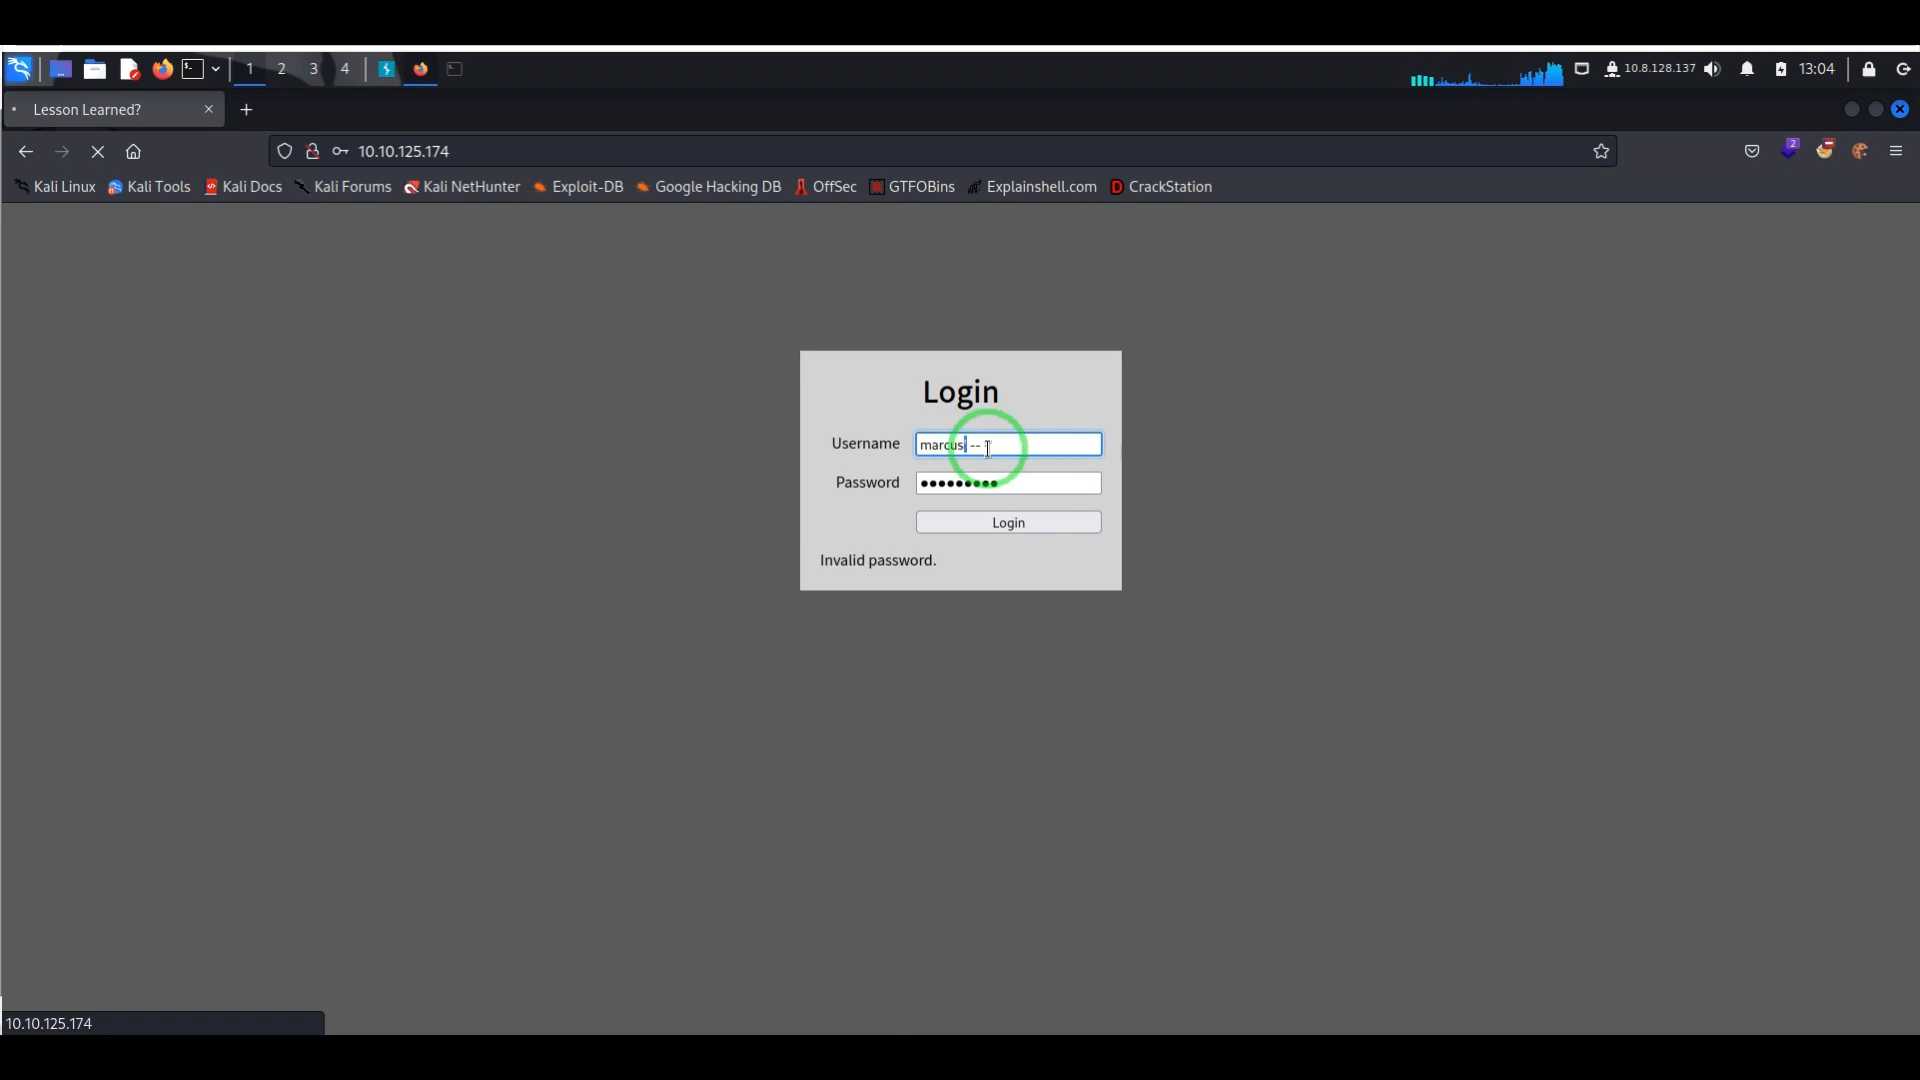 1 2 3 4 10.8.128.137 13:04
Lesson Learned?
10.10.125.174 2
Kali Linux Kali Tools Kali Docs Kali Forums Kali NetHunter Exploit-DB Google Hacking DB OffSec GTFOBins Explainshell.com CrackStation
Login
Username marcus' --
Password
Login
Invalid password.
10.10.125.174